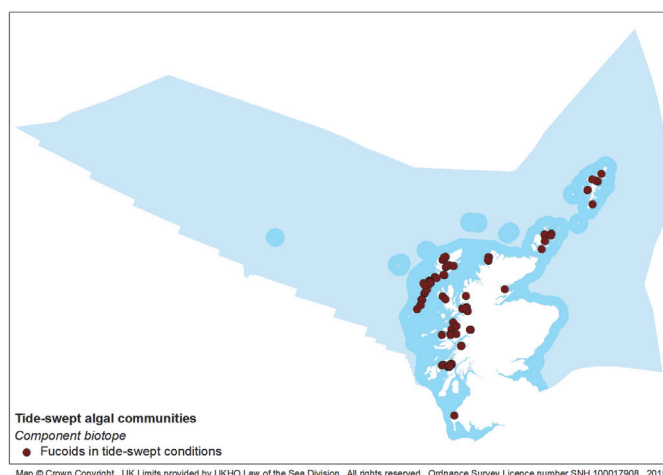 Tide-swept algal communities
Component biotope
Fucoids in tide-swept conditions
Map © Crown Copyright. UK Limits provided by UKHO Law of the Sea Division. All rights reserved. Ordnance Survey Licence number SNH 100017908